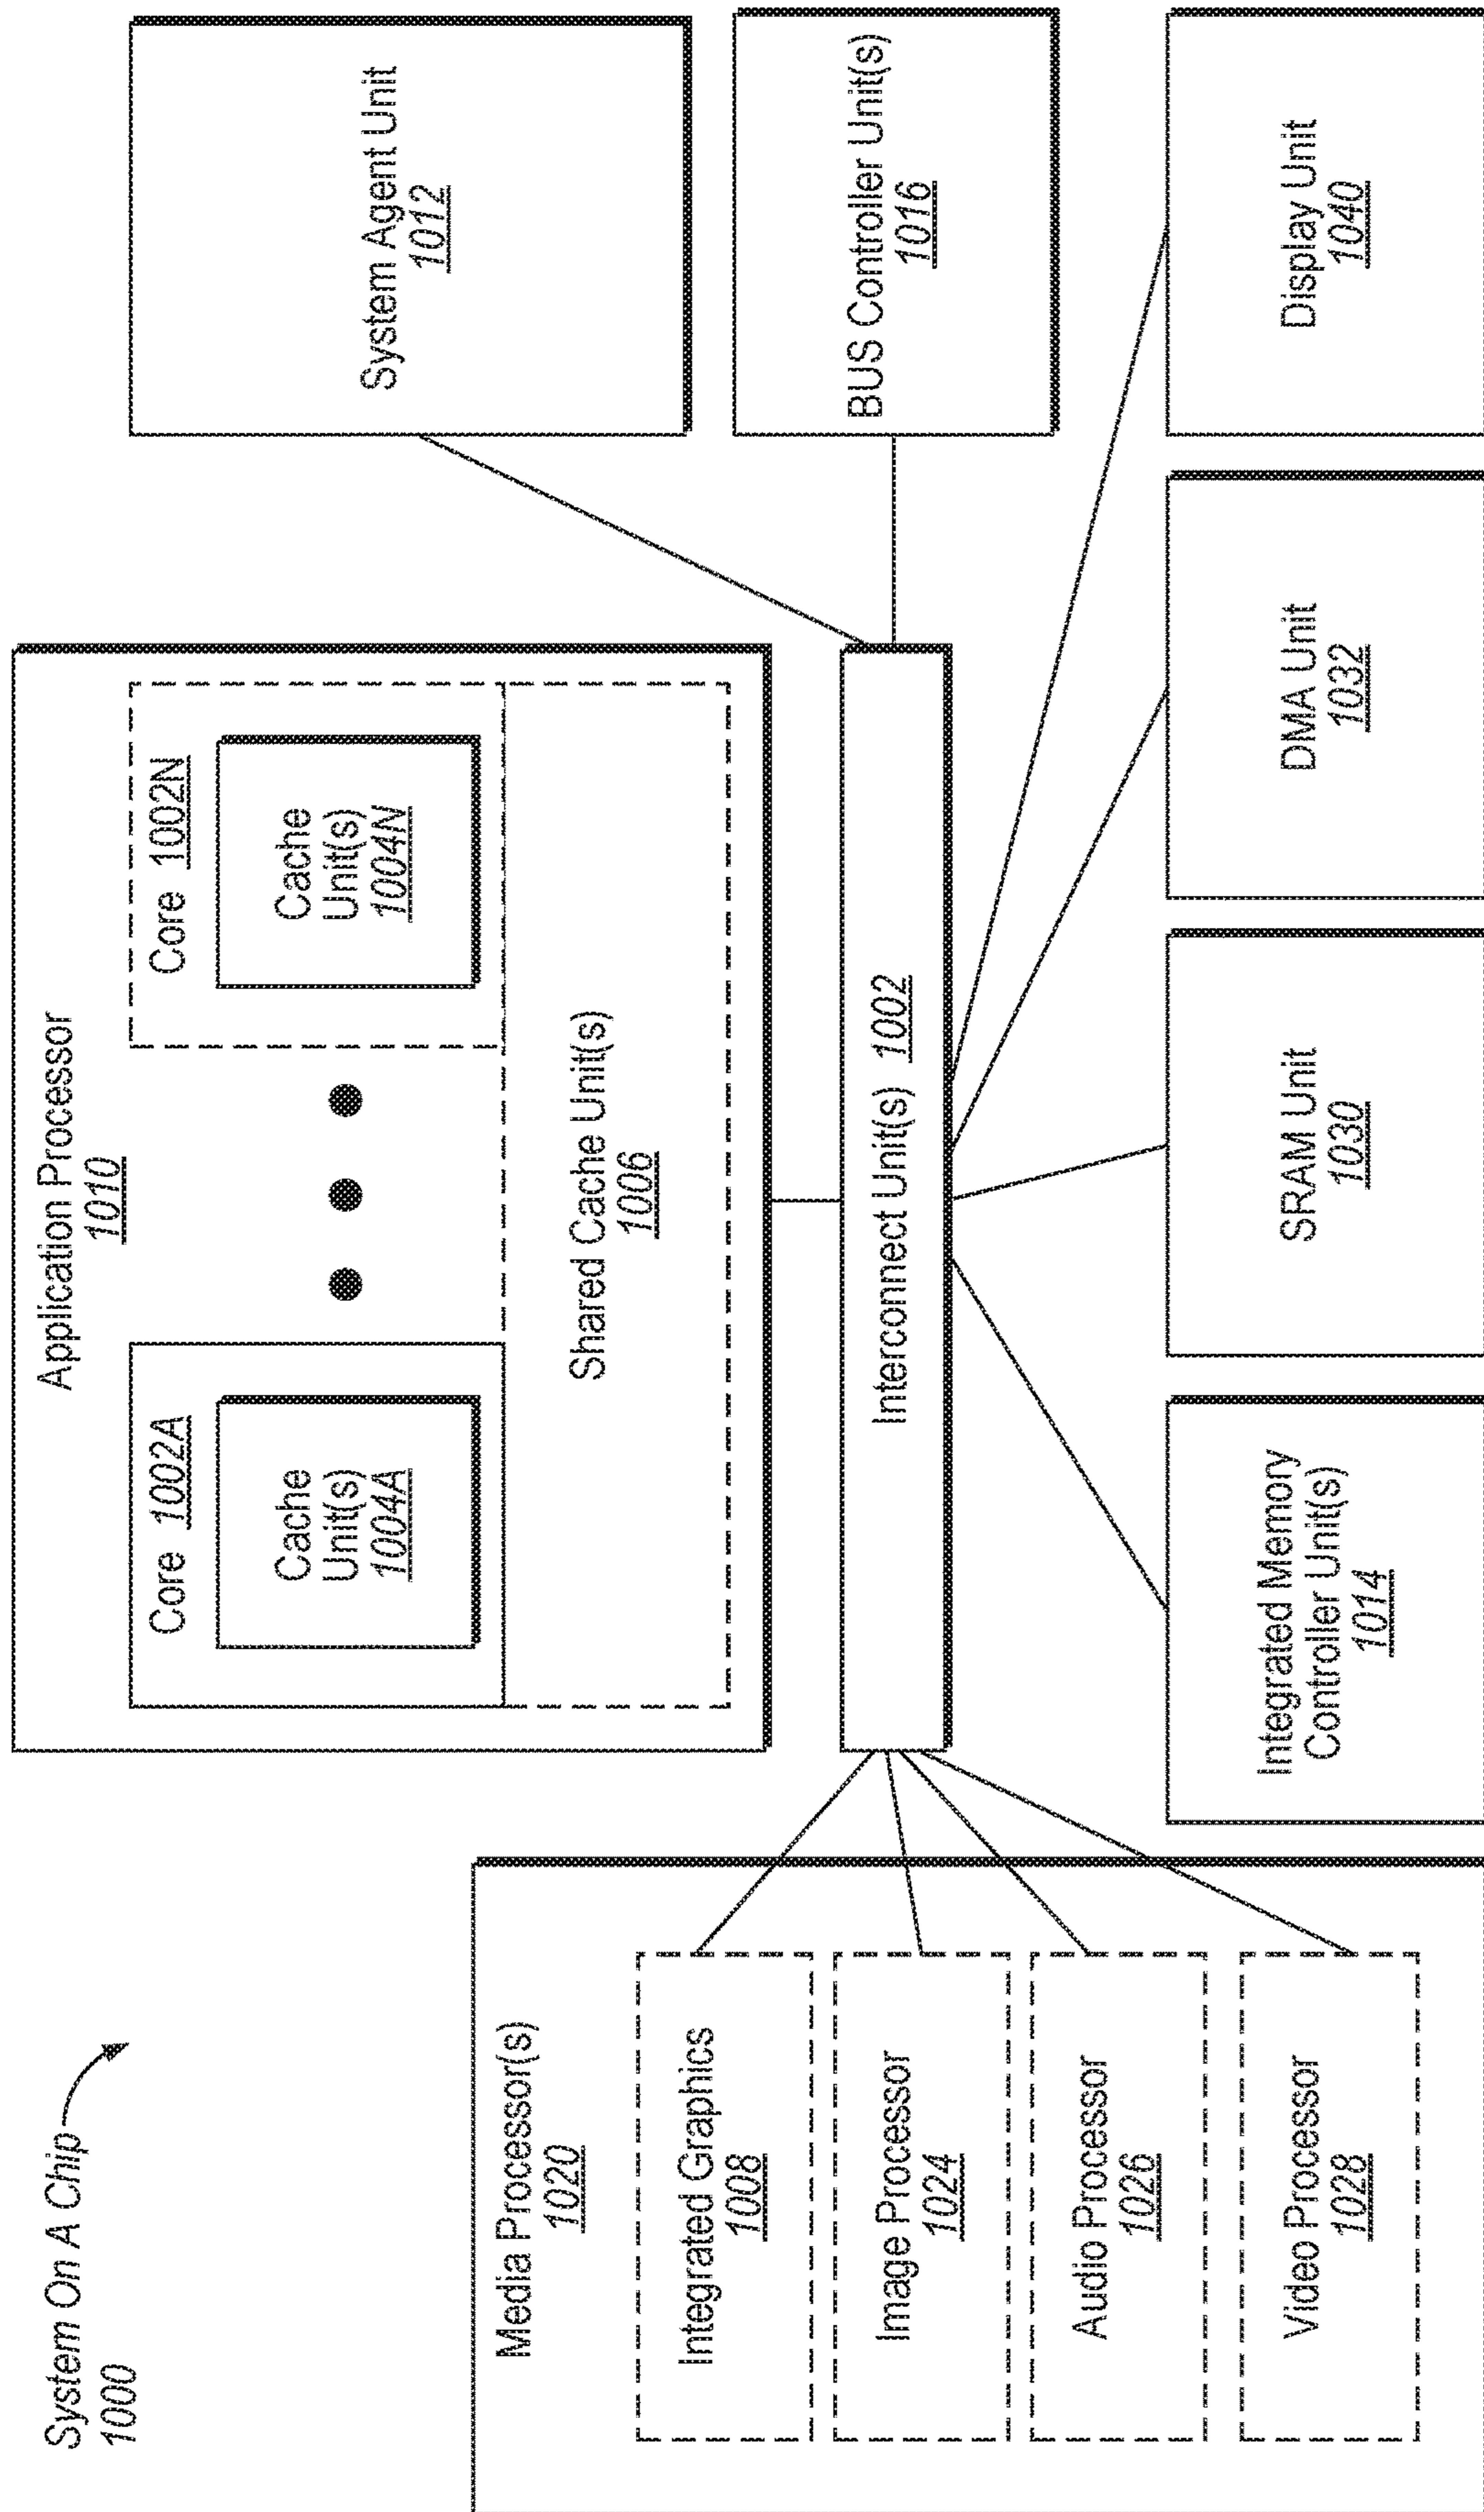 System On A Chip
1000
Application Processor
1010
Core 1002A
Cache
Unit(s)
1004A
Core 1002N
Cache
Unit(s)
1004N
Shared Cache Unit(s)
1006
System Agent Unit
1012
Media Processor(s)
1020
Integrated Graphics
1008
Image Processor
1024
Audio Processor
1026
Video Processor
1028
Interconnect Unit(s) 1002
BUS Controller Unit(s)
1016
Integrated Memory
Controller Unit(s)
1014
SRAM Unit
1030
DMA Unit
1032
Display Unit
1040